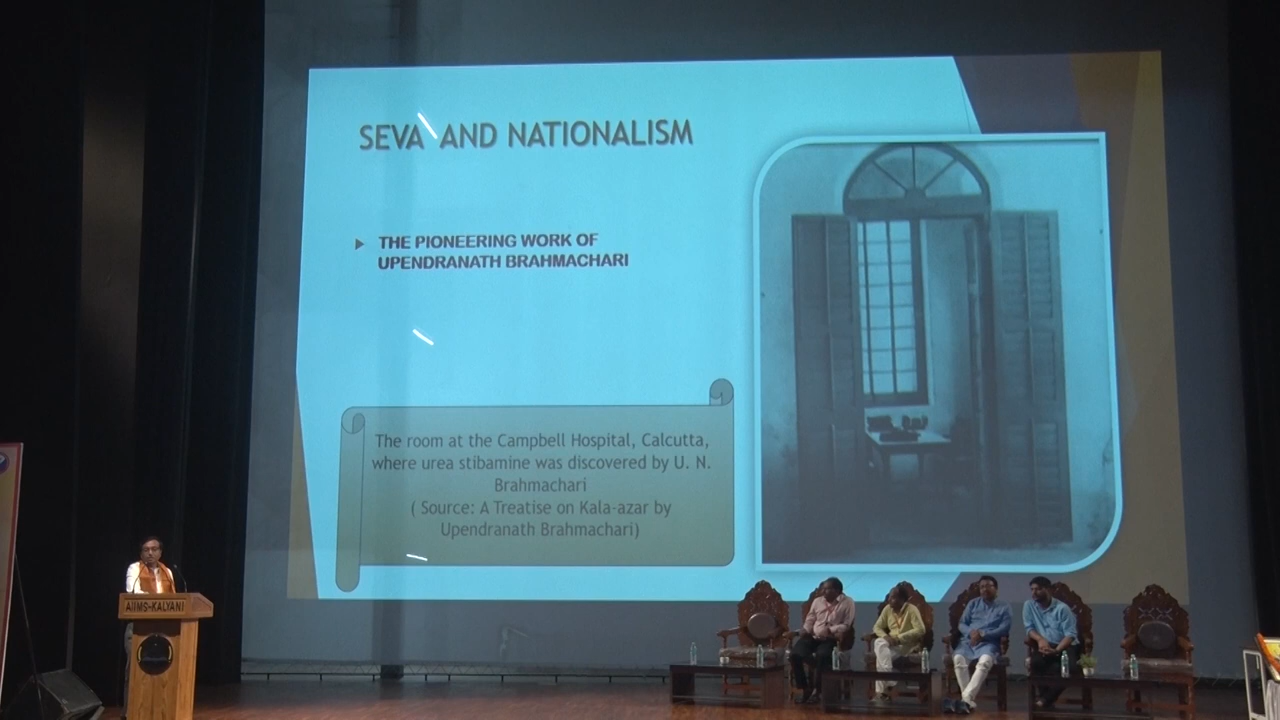 SEVA AND NATIONALISM
THE PIONEERING WORK OF
UPENDRANATH BRAHMACHARI
The room at the Campbell Hospital, Calcutta,
where urea stibamine was discovered by U. N.
Brahmachari
( Source: A Treatise on Kala-azar by
Upendranath Brahmachari)
AIIMS-KALYANI